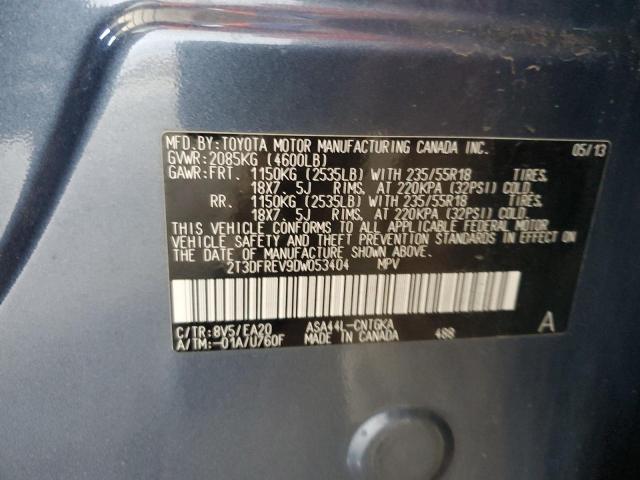 MFD.BY:TOYOTA MOTOR MANUFACTURING CANADA INC. 05/13
GVWR:2085KG (4600LB)
GAWR:FRT. 1150KG (2535LB) WITH 235/55R18 TIRES.
18X7.5J RIMS. AT 220KPA (32PSI) COLD.
RR. 1150KG (2535LB) WITH 235/55R18 TIRES.
18X7.5J RIMS. AT 220KPA (32PSI) COLD.
THIS VEHICLE CONFORMS TO ALL APPLICABLE FEDERAL MOTOR
VEHICLE SAFETY AND THEFT PREVENTION STANDARDS IN EFFECT ON
THE DATE OF MANUFACTURE SHOWN ABOVE.
2T3DFREV9DW053404 MPV
C/TR:8V5/EA20 ASA44L-CNTGKA A
A/TM:-01A/U760F MADE IN CANADA 488